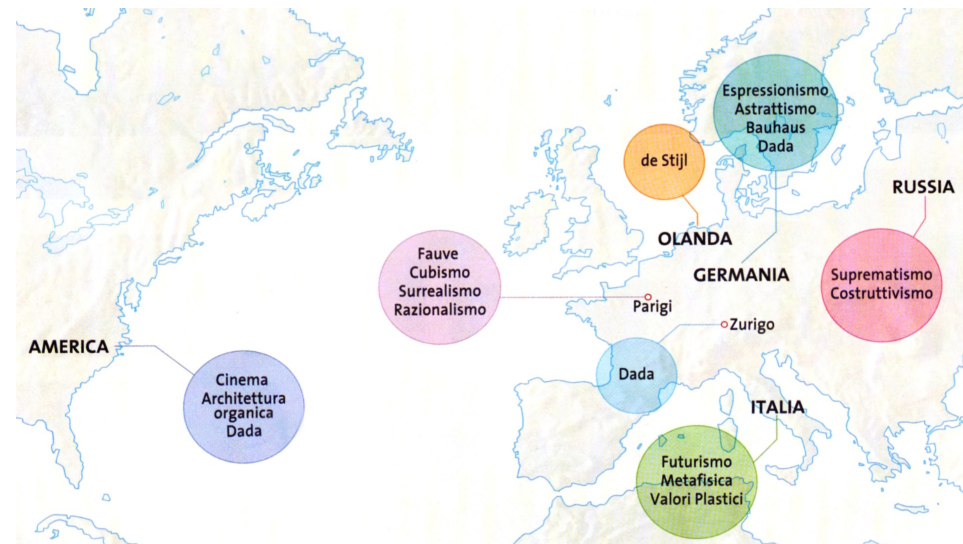 Espressionismo
Astrattismo
Bauhaus
Dada
de Stijl
RUSSIA
OLANDA
Fauve
Cubismo
Surrealismo
Razionalismo
GERMANIA
Suprematismo
Costruttivismo
Parigi
Zurigo
AMERICA
Dada
Cinema
Architettura
organica
Dada
ITALIA
Futurismo
Metafisica
Valori Plastici